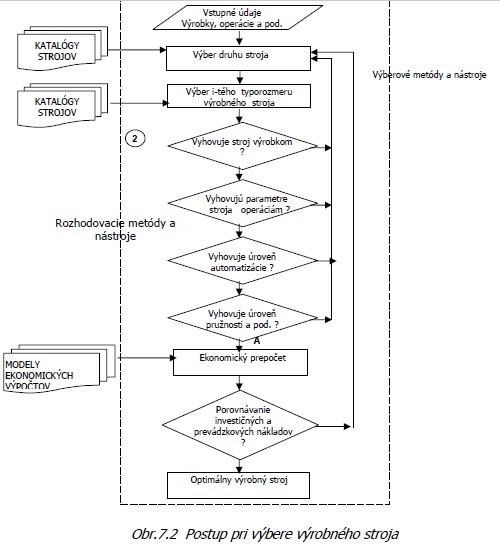 Vstupné údaje
Výrobky, operácie a pod.
KATALÓGY
STROJOV
Výber druhu stroja
Výberové metódy a nástroje
KATALÓGY
STROJOV
Výber i-tého typorozmeru
výrobného stroja
2
Vyhovuje stroj výrobkom
?
Vyhovujú parametre
stroja operáciám ?
Rozhodovacie metódy a
nástroje
Vyhovuje úroveň
automatizácie ?
Vyhovuje úroveň
pružnosti a pod. ?
A
MODELY
EKONOMICKÝCH
VÝPOČTOV
Ekonomický prepočet
Porovnávanie
investičných a
prevádzkových nákladov
?
Optimálny výrobný stroj
Obr.7.2 Postup pri výbere výrobného stroja